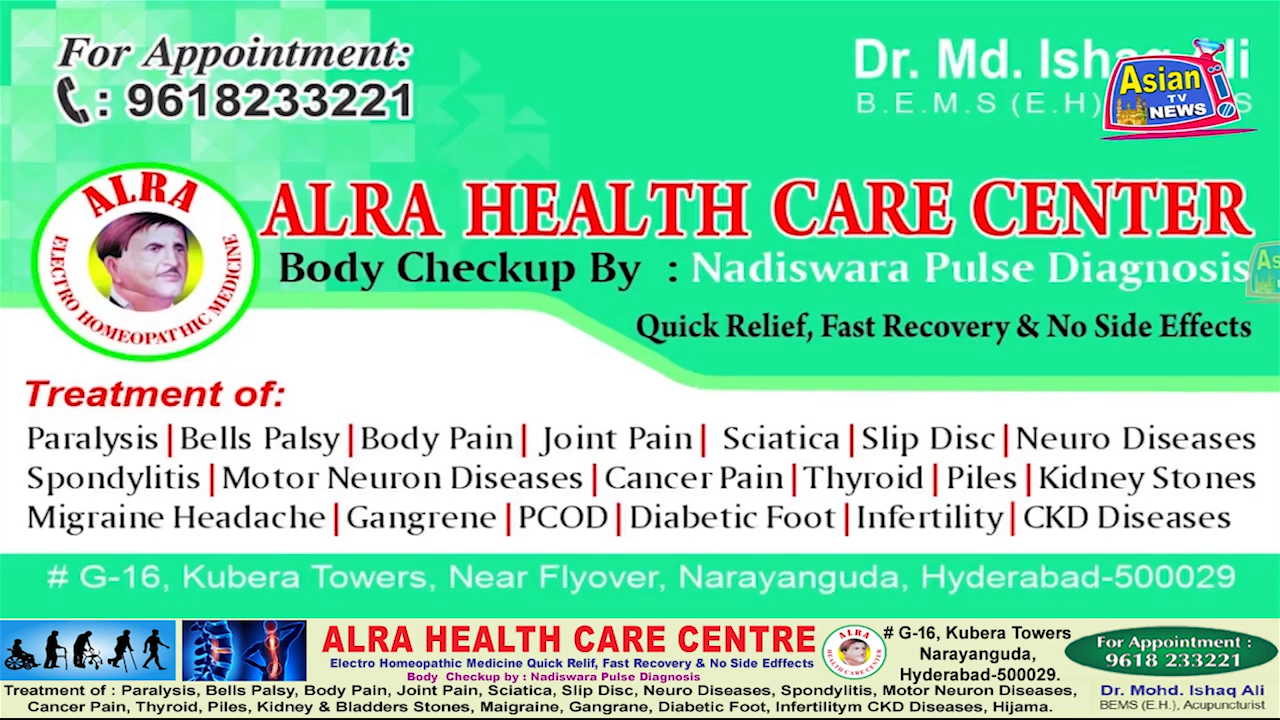 For Appointment:
: 9618233221
Dr. Md. Ishaq Ali
B.E.M.S (E.H)
Asian
TV
NEWS
ALRA
ELECTRO HOMEOPATHIC MEDICINE
ALRA HEALTH CARE CENTER
Body Checkup By : Nadiswara Pulse Diagnosis
Quick Relief, Fast Recovery & No Side Effects
Treatment of:
Paralysis|Bells Palsy|Body Pain| Joint Pain| Sciatica|Slip Disc|Neuro Diseases
Spondylitis|Motor Neuron Diseases|Cancer Pain|Thyroid|Piles|Kidney Stones
Migraine Headache|Gangrene|PCOD|Diabetic Foot|Infertility|CKD Diseases
# G-16, Kubera Towers, Near Flyover, Narayanguda, Hyderabad-500029
ALRA HEALTH CARE CENTRE
Electro Homeopathic Medicine Quick Relif, Fast Recovery & No Side Edffects
Body Checkup by : Nadiswara Pulse Diagnosis
ALRA
HEALTH CARE CENTER
# G-16, Kubera Towers
Narayanguda,
Hyderabad-500029.
For Appointment :
9618 233221
Treatment of : Paralysis, Bells Palsy, Body Pain, Joint Pain, Sciatica, Slip Disc, Neuro Diseases, Spondylitis, Motor Neuron Diseases,
Cancer Pain, Thyroid, Piles, Kidney & Bladders Stones, Maigraine, Gangrane, Diabetic Foot, Infertilitym CKD Diseases, Hijama.
Dr. Mohd. Ishaq Ali
BEMS (E.H.), Acupuncturist